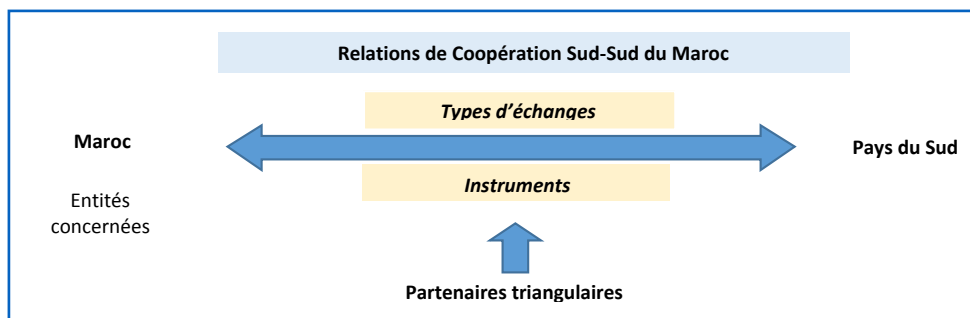 Relations de Coopération Sud-Sud du Maroc
Types d’échanges
Maroc
Pays du Sud
Instruments
Entités
concernées
Partenaires triangulaires